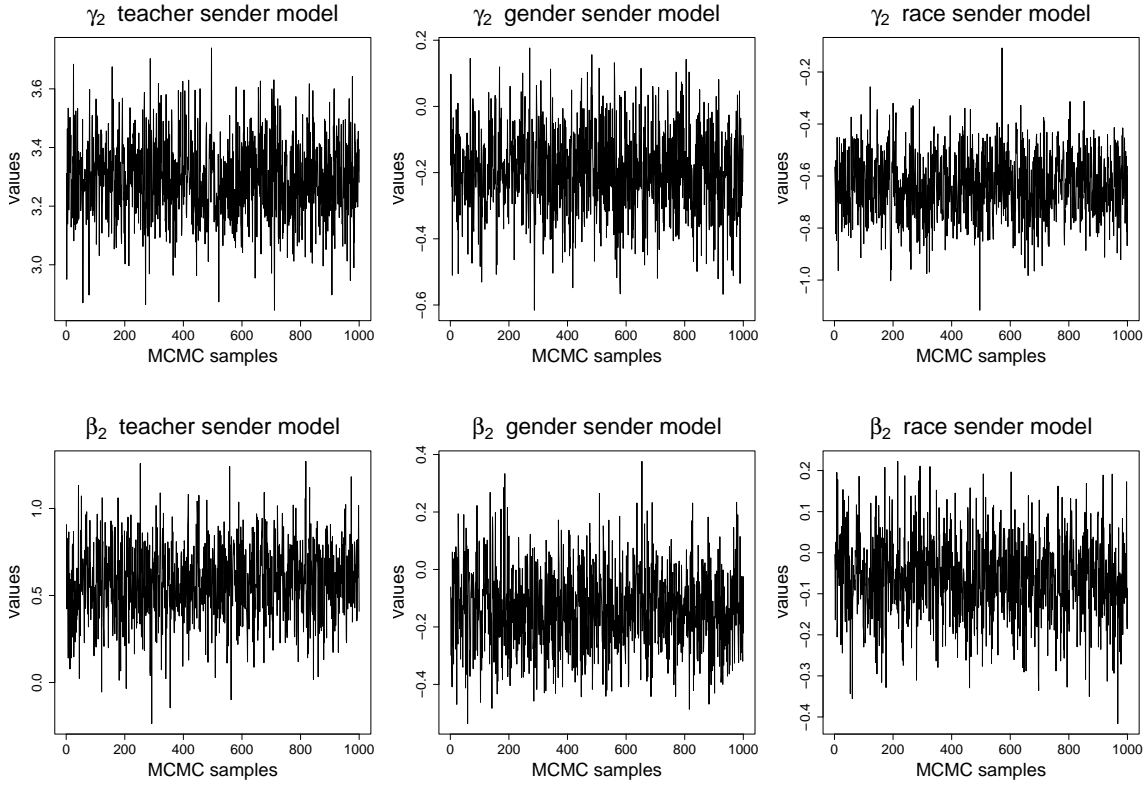 γ2 teacher sender model
values
3.0 3.2 3.4 3.6
0 200 400 600 800 1000
MCMC samples
γ2 gender sender model
values
−0.6 −0.4 −0.2 0.0 0.2
0 200 400 600 800 1000
MCMC samples
γ2 race sender model
values
−1.0 −0.8 −0.6 −0.4 −0.2
0 200 400 600 800 1000
MCMC samples
β2 teacher sender model
values
0.0 0.5 1.0
0 200 400 600 800 1000
MCMC samples
β2 gender sender model
values
−0.4 −0.2 0.0 0.2 0.4
0 200 400 600 800 1000
MCMC samples
β2 race sender model
values
−0.4 −0.3 −0.2 −0.1 0.0 0.1 0.2
0 200 400 600 800 1000
MCMC samples